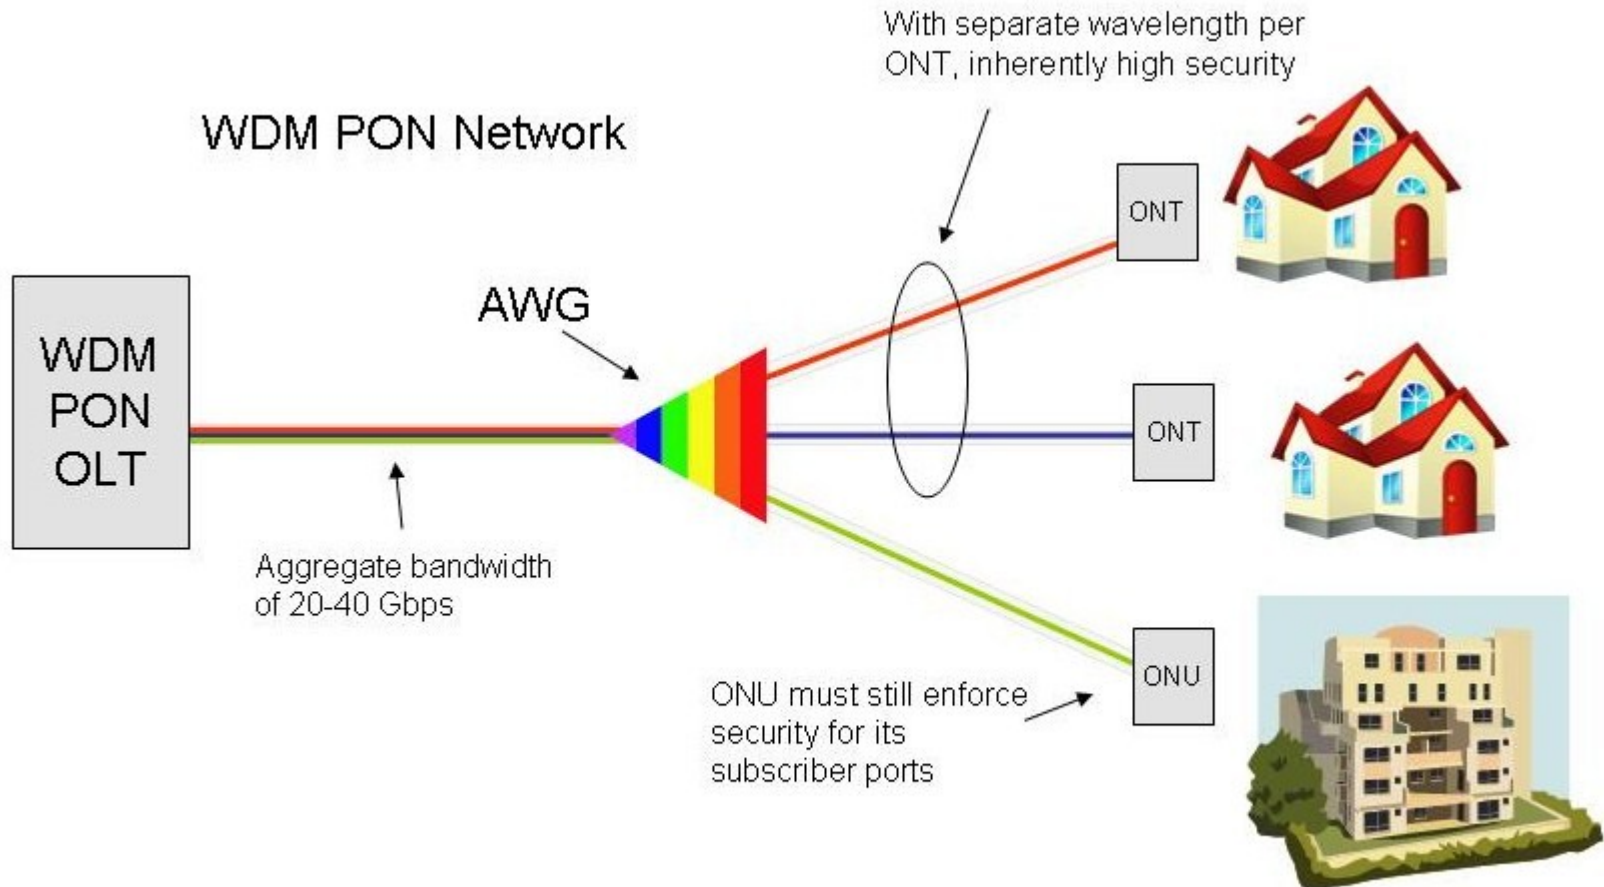 With separate wavelength per
ONT, inherently high security
WDM PON Network
ONT
AWG
WDM
PON
OLT
ONT
Aggregate bandwidth
of 20-40 Gbps
ONU must still enforce
security for its
subscriber ports
ONU